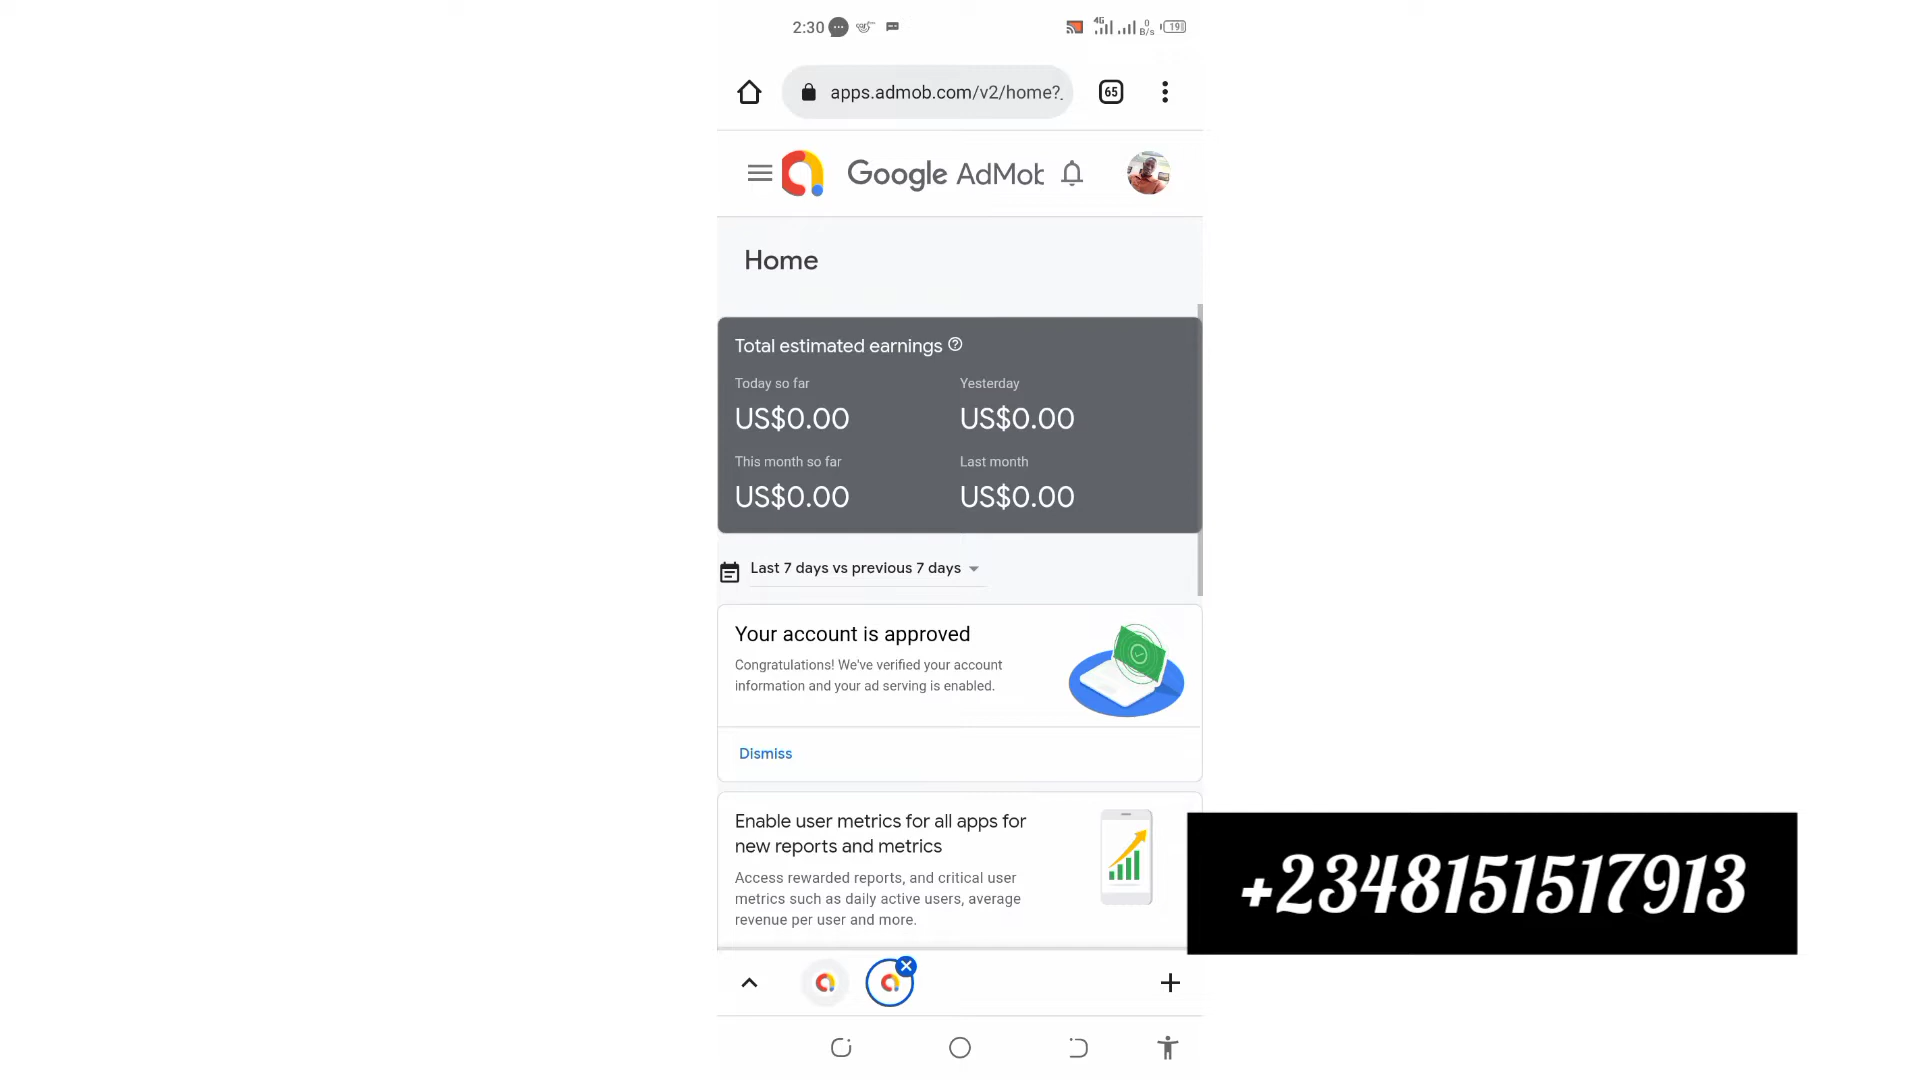 2:30
4G
0
B/s
19
apps.admob.com/v2/home?
65
Google AdMob
Home
Total estimated earnings
Today so far
Yesterday
US$0.00
US$0.00
This month so far
Last month
US$0.00
US$0.00
Last 7 days vs previous 7 days
Your account is approved
Congratulations! We've verified your account
information and your ad serving is enabled.
Dismiss
Enable user metrics for all apps for
new reports and metrics
Access rewarded reports, and critical user
metrics such as daily active users, average
revenue per user and more.
+2348151517913